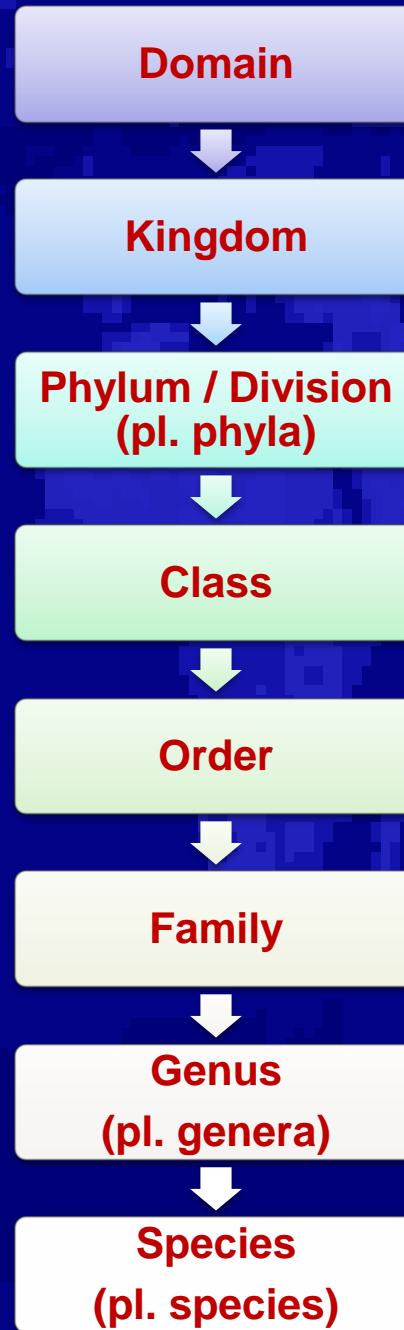 Domain
Kingdom
Phylum / Division
(pl. phyla)
Class
Order
Family
Genus
(pl. genera)
Species
(pl. species)